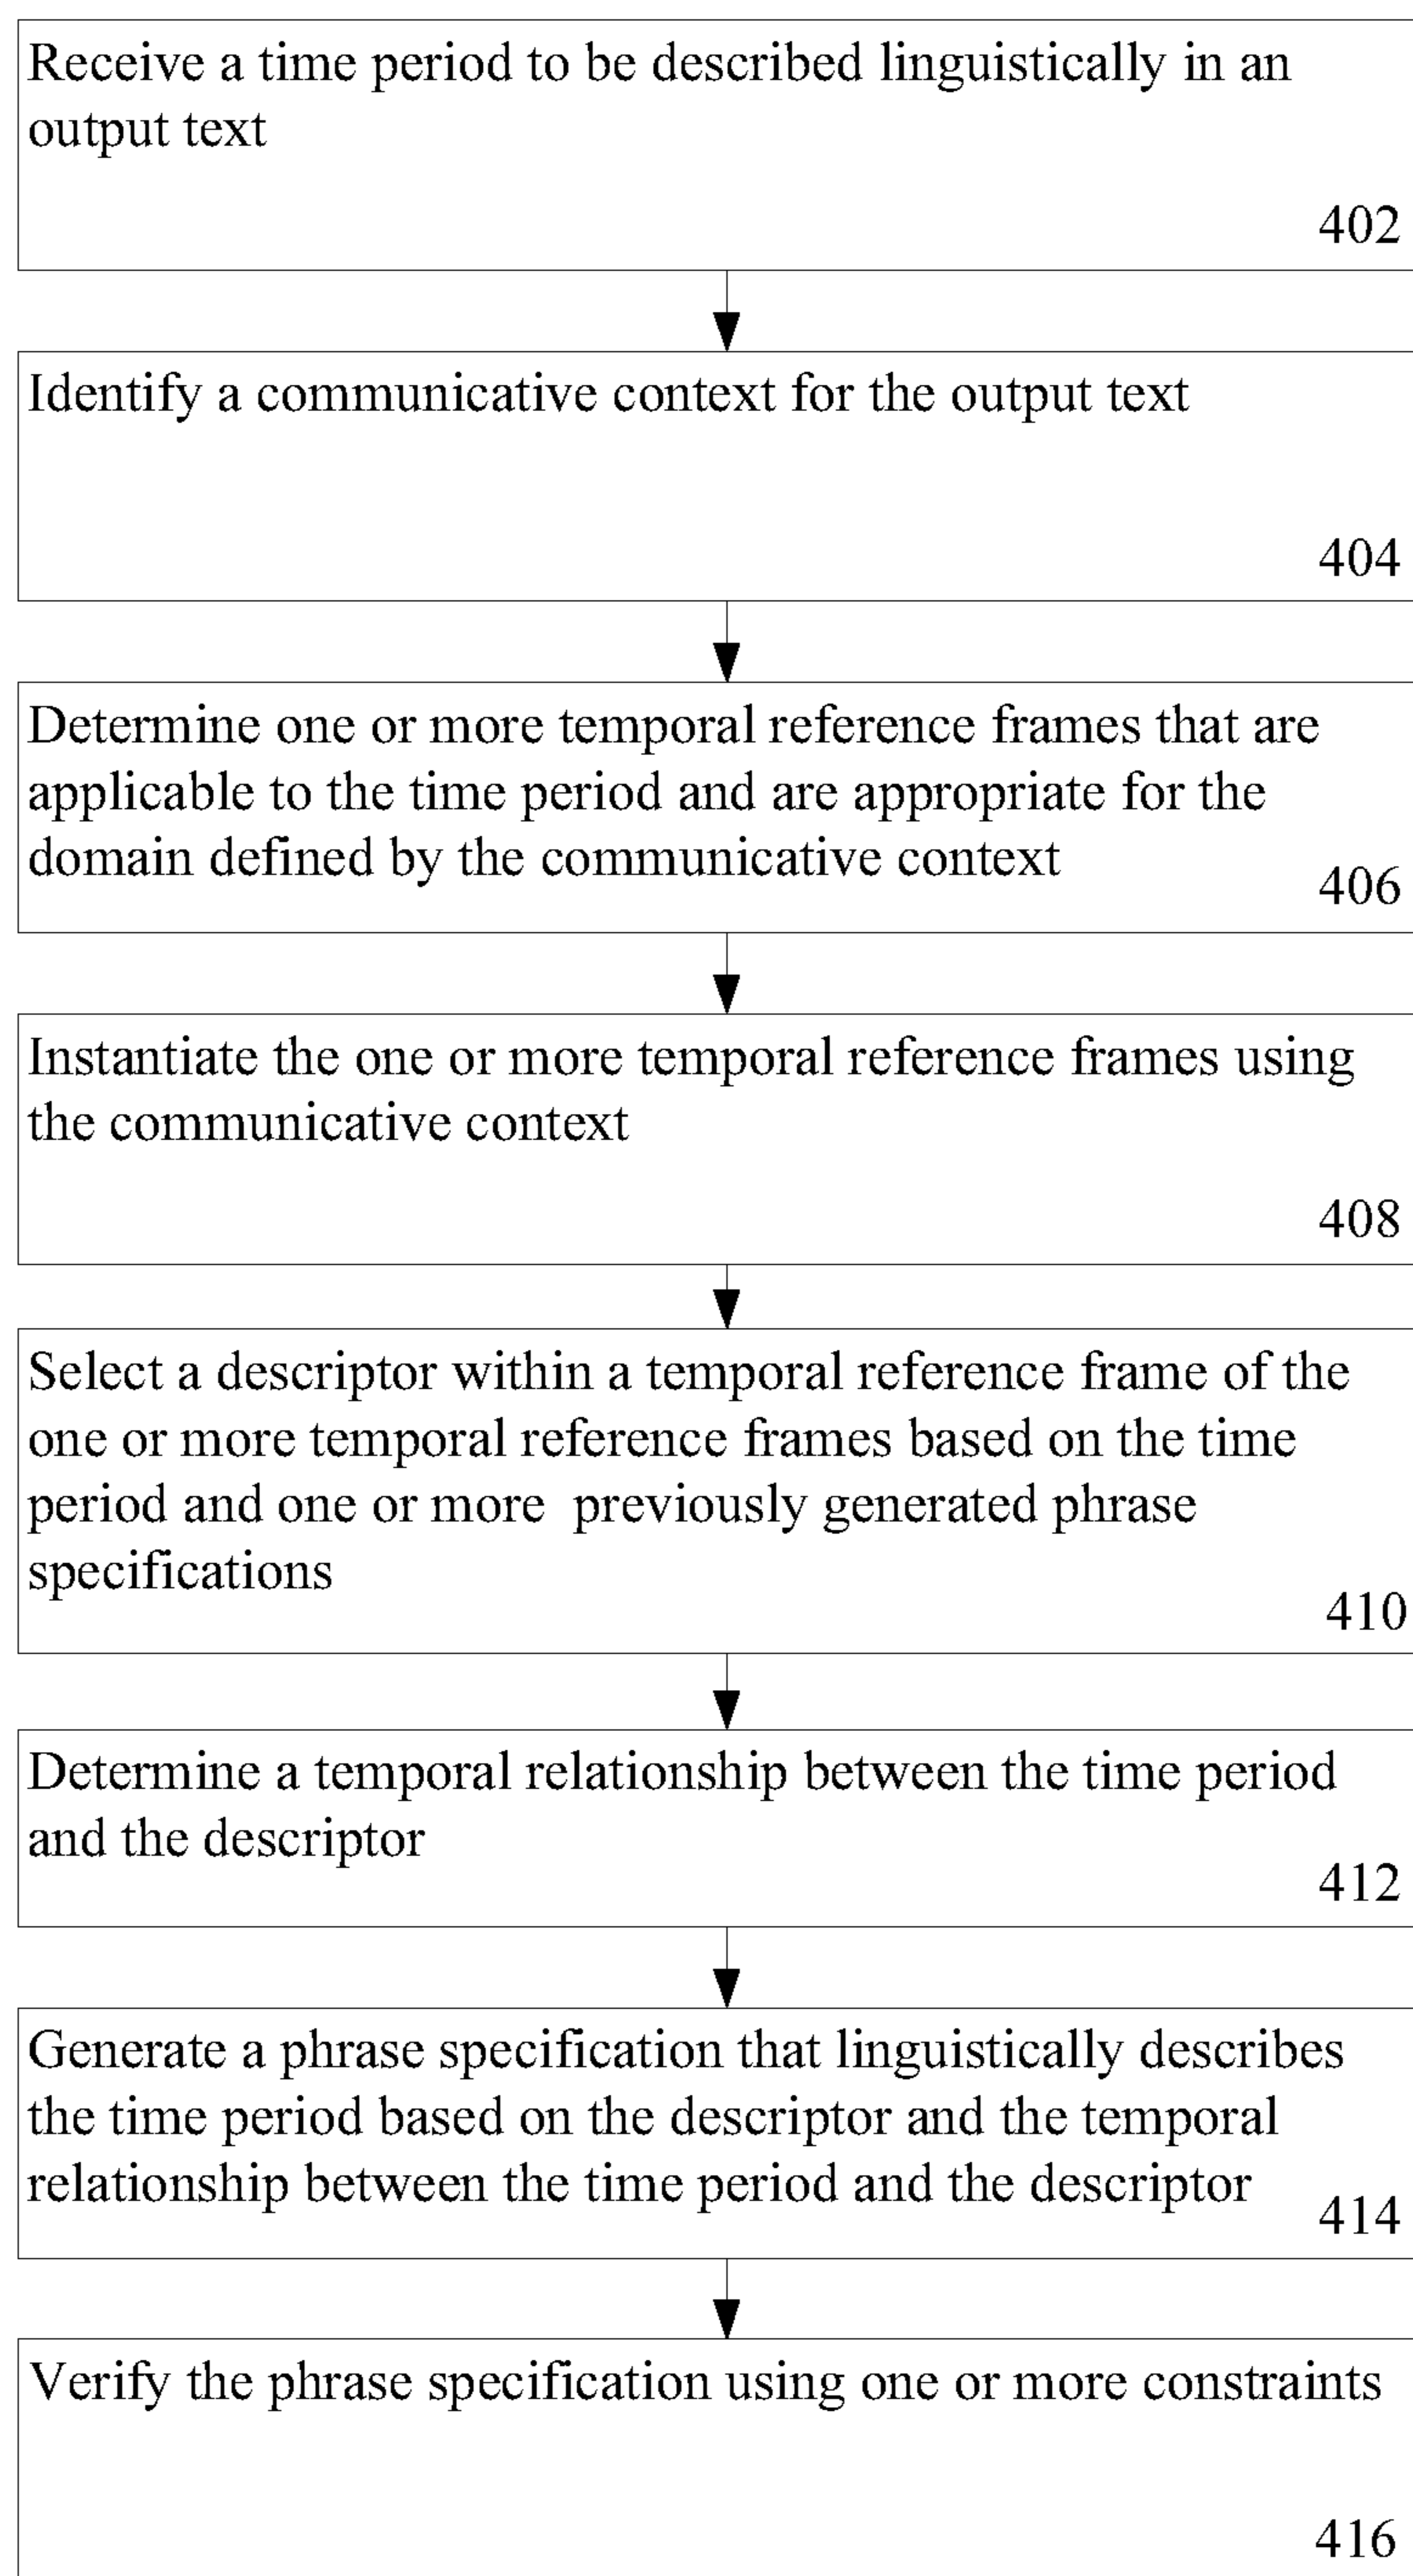 Receive a time period to be described linguistically in an
output text
402
Identify a communicative context for the output text
404
Determine one or more temporal reference frames that are
applicable to the time period and are appropriate for the
domain defined by the communicative context
406
Instantiate the one or more temporal reference frames using
the communicative context
408
Select a descriptor within a temporal reference frame of the
one or more temporal reference frames based on the time
period and one or more previously generated phrase
specifications
410
Determine a temporal relationship between the time period
and the descriptor
412
Generate a phrase specification that linguistically describes
the time period based on the descriptor and the temporal
relationship between the time period and the descriptor
414
Verify the phrase specification using one or more constraints
416